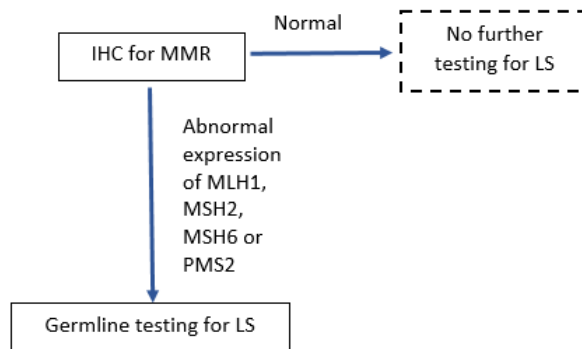 Normal
IHC for MMR
No further
testing for LS
Abnormal
expression
of MLH1,
MSH2,
MSH6 or
PMS2
Germline testing for LS